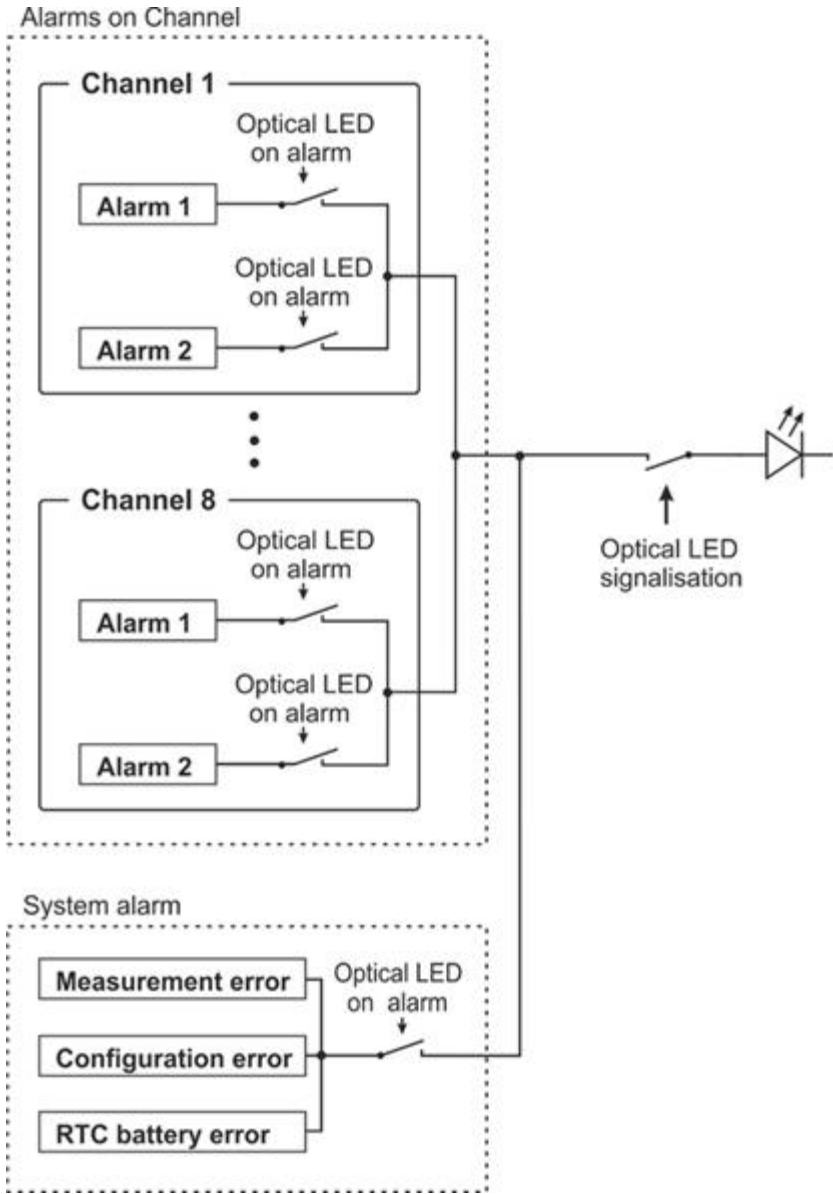 Alarms on Channel
Channel 1
Optical LED
on alarm
Alarm 1
Optical LED
on alarm
Alarm 2
Channel 8
Optical LED
on alarm
Alarm 1
Optical LED
on alarm
Alarm 2
Optical LED
signalisation
System alarm
Measurement error
Optical LED
on alarm
Configuration error
RTC battery error